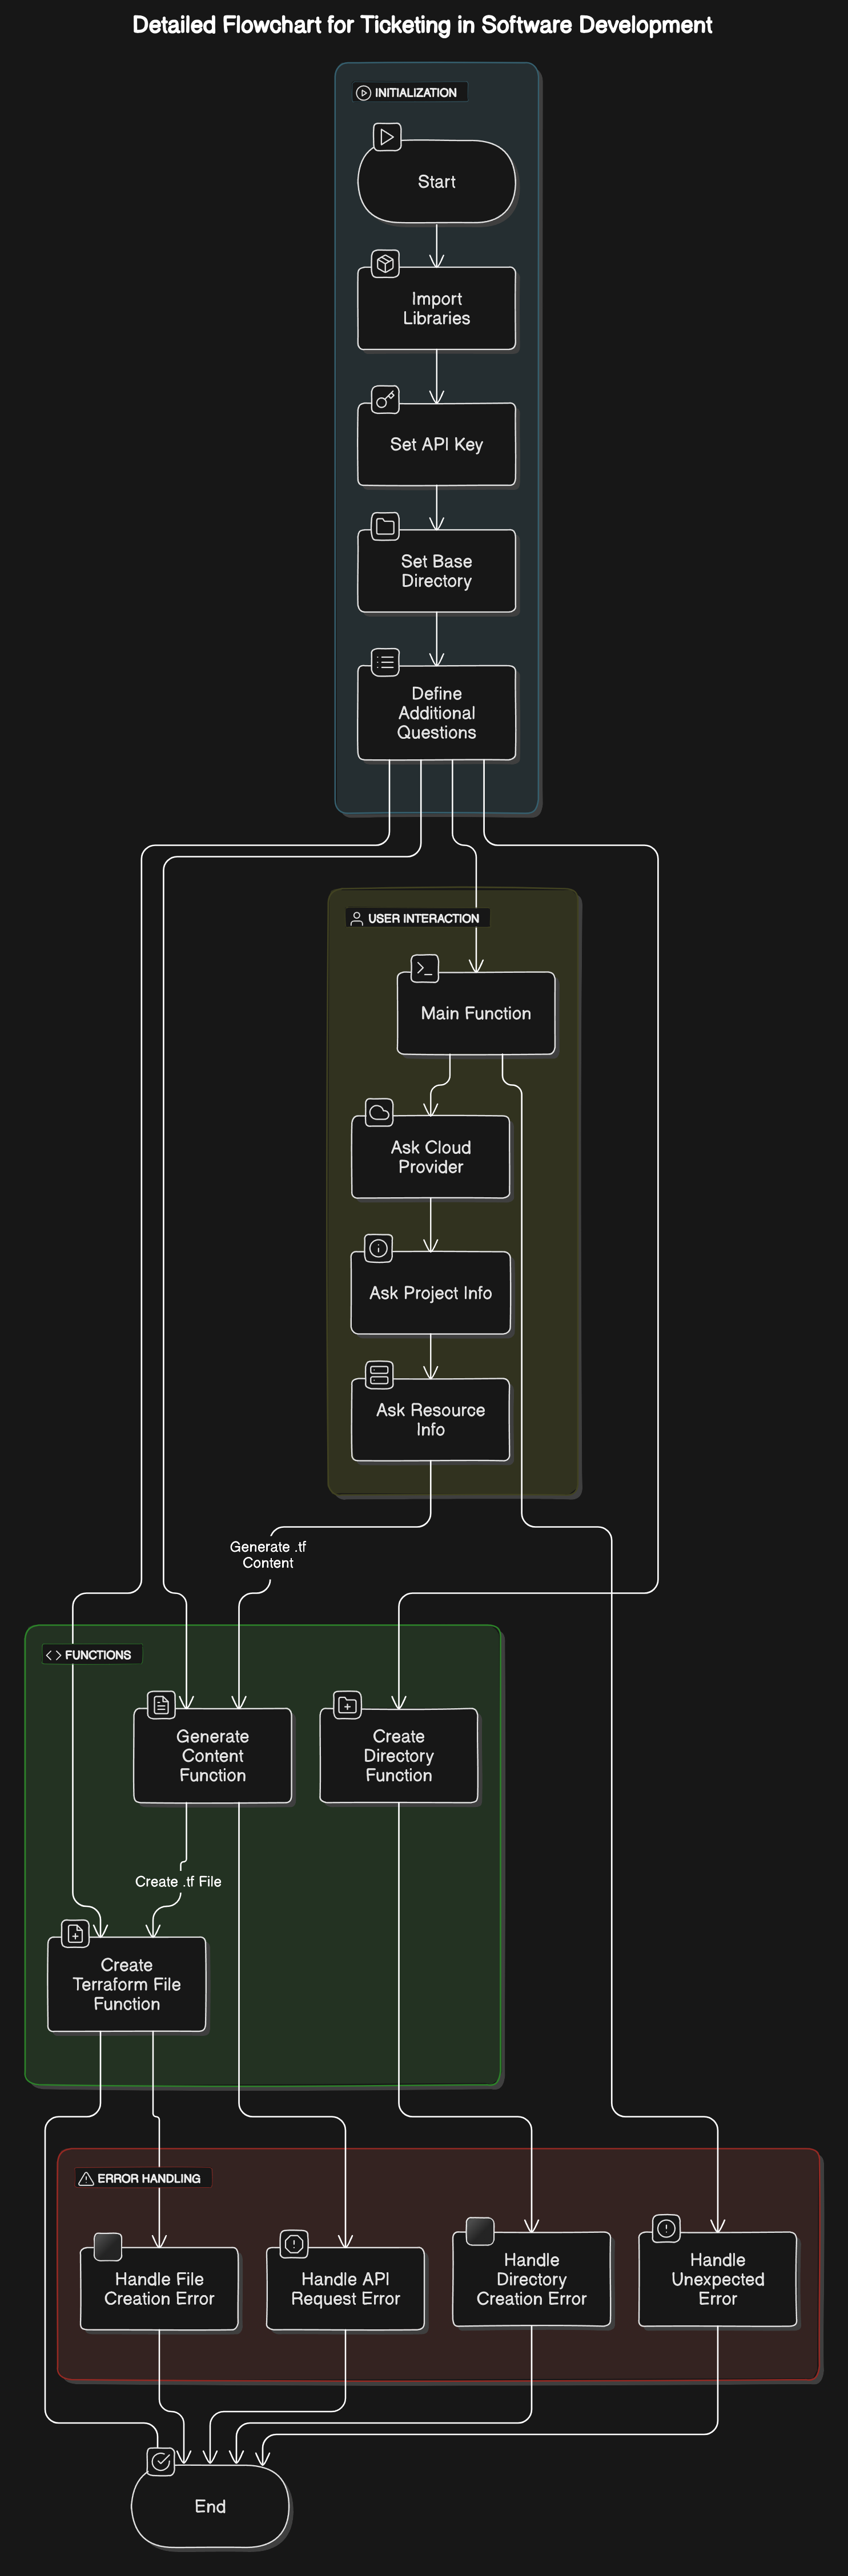 Detailed Flowchart for Ticketing in Software Development
INITIALIZATION
Start
Import
Libraries
Set API Key
Set Base
Directory
Define
Additional
Questions
USER INTERACTION
Main Function
Ask Cloud
Provider
Ask Project Info
Ask Resource
Info
Generate .tf
Content
FUNCTIONS
Generate
Content
Function
Create
Directory
Function
Create .tf File
Create
Terraform File
Function
ERROR HANDLING
Handle File
Creation Error
Handle API
Request Error
Handle
Directory
Creation Error
Handle
Unexpected
Error
End